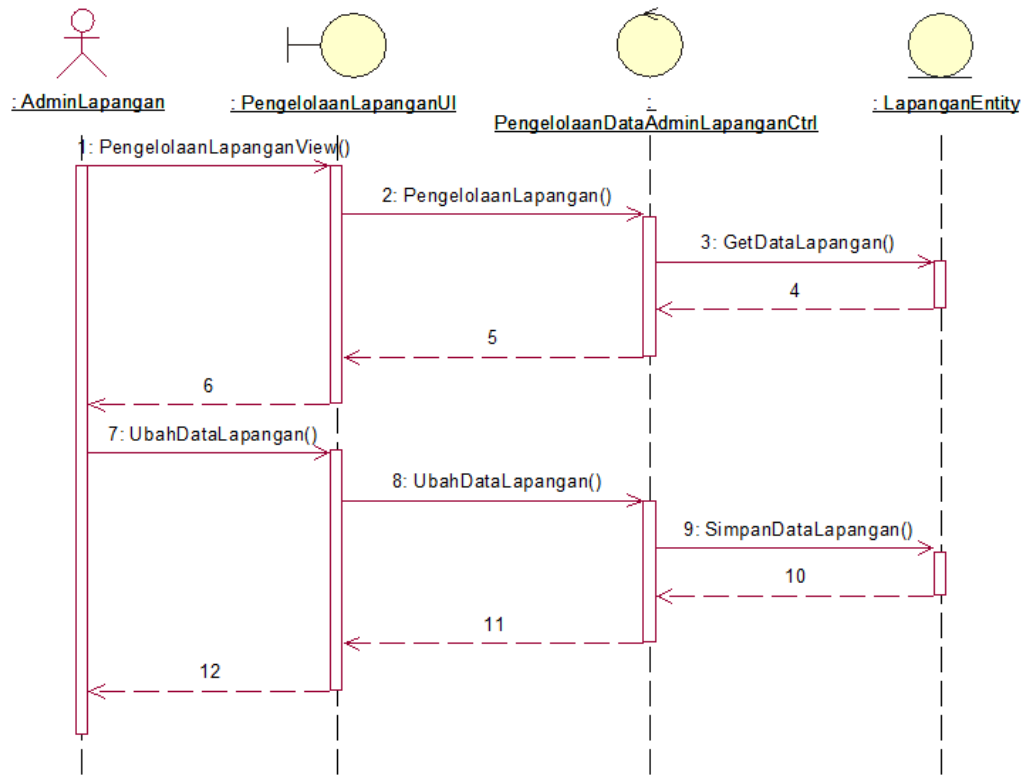 : AdminLapangan
: PengelolaanLapanganUI
:
PengelolaanDataAdminLapanganCtrl
: LapanganEntity
1: PengelolaanLapanganView()
2: PengelolaanLapangan()
3: GetDataLapangan()
4
5
6
7: UbahDataLapangan()
8: UbahDataLapangan()
9: SimpanDataLapangan()
10
11
12